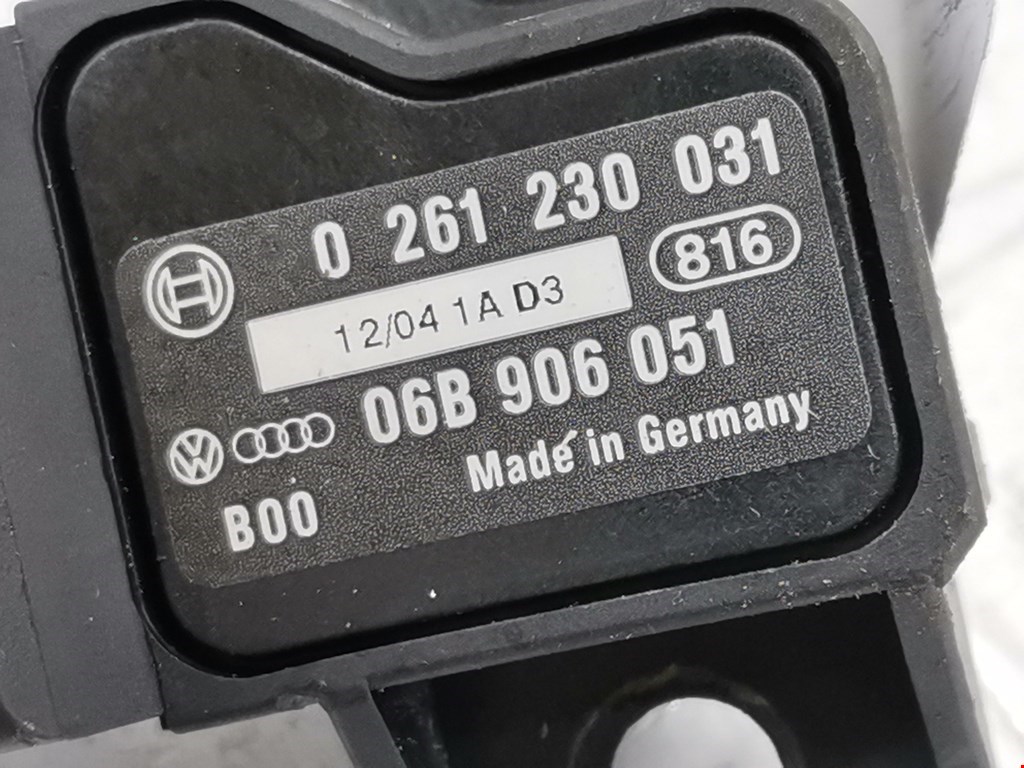 0 261 230 031
816
12/04 1A D3
06B 906 051
Made in Germany
B00